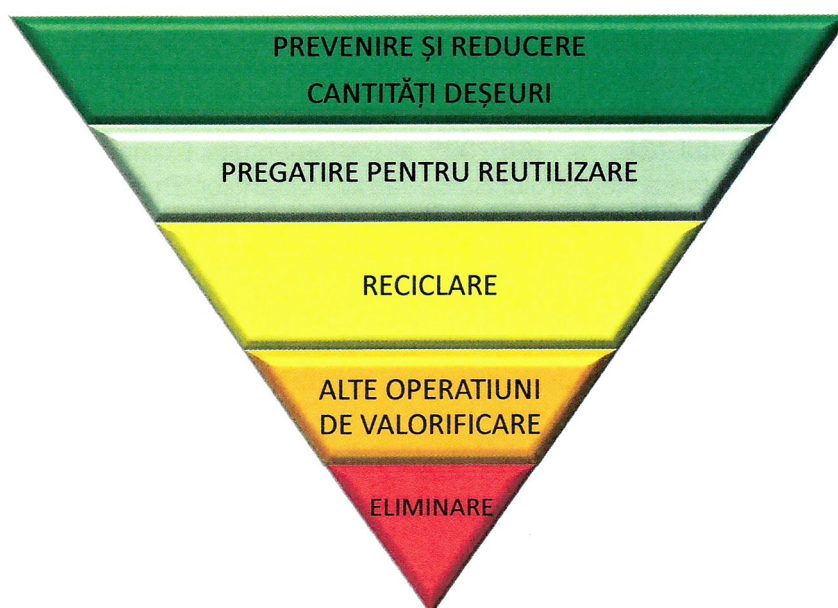 PREVENIRE ȘI REDUCERE
CANTITĂȚI DEȘEURI
PREGATIRE PENTRU REUTILIZARE
RECICLARE
ALTE OPERATIUNI
DE VALORIFICARE
ELIMINARE